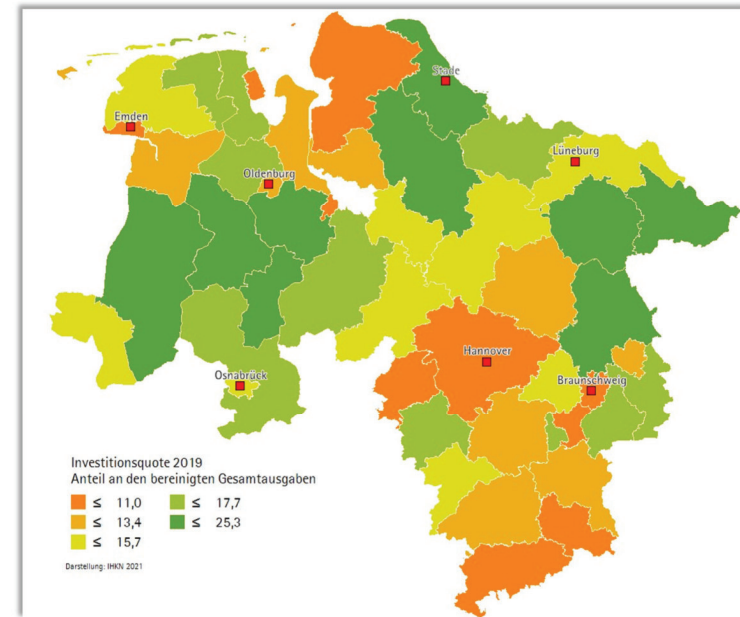 Stade
Emden
Lüneburg
Oldenburg
Hannover
Osnabrück
Braunschweig
Investitionsquote 2019
Anteil an den bereinigten Gesamtausgaben
≤ 11,0
≤ 17,7
≤ 13,4
≤ 25,3
≤ 15,7
Darstellung: IHKN 2021